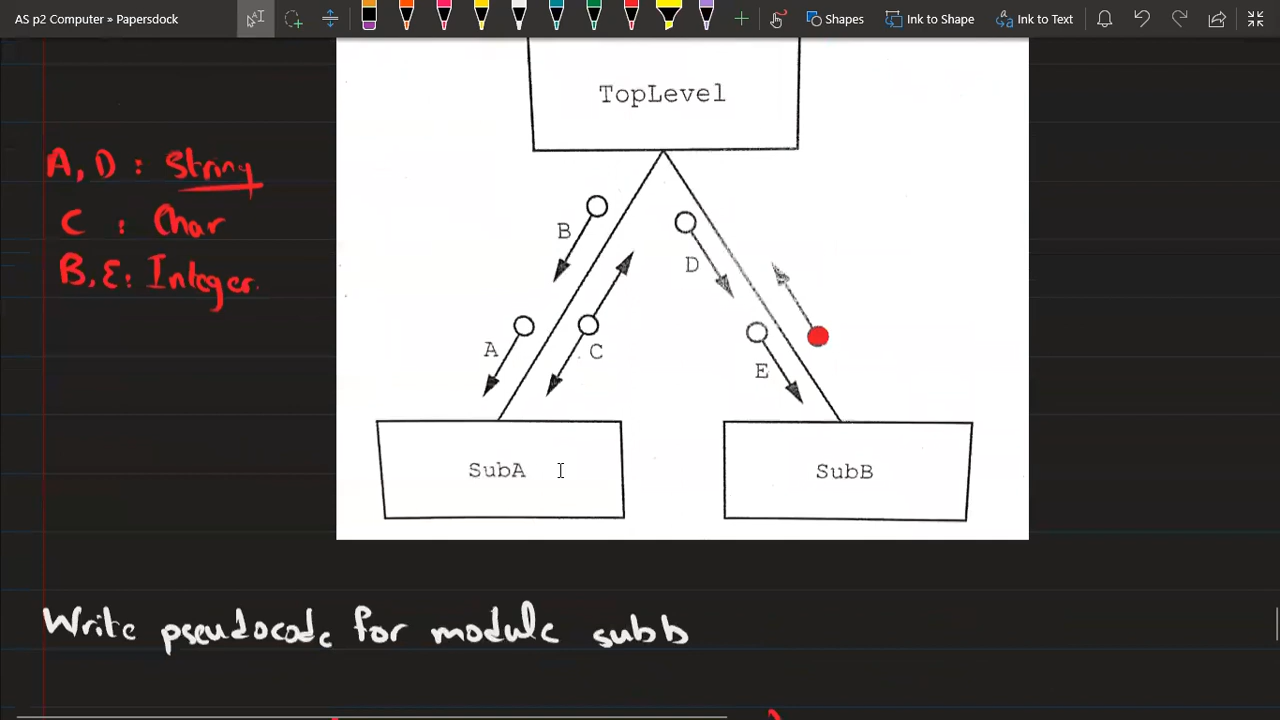 AS p2 Computer » Papersdock
Shapes
Ink to Shape
Ink to Text
TopLevel
A, D : String
C : Char
B, E : Integer.
B
D
A
C
E
SubA
SubB
Write pseudocode for module subb